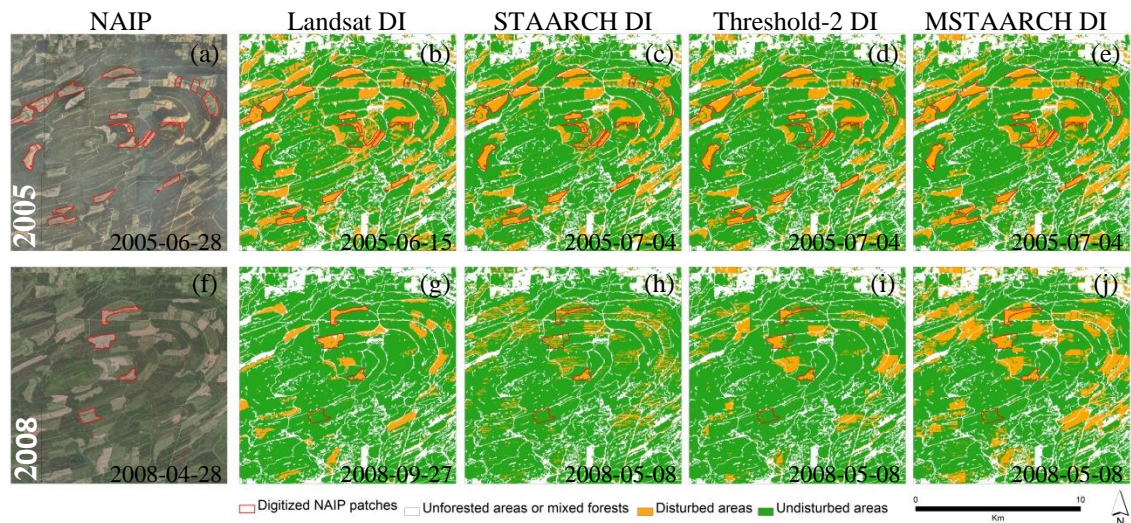 NAIP Landsat DI STAARCH DI Threshold-2 DI MSTAARCH DI
(a) (b) (c) (d) (e)
2005
2005-06-28 2005-06-15 2005-07-04 2005-07-04 2005-07-04
(f) (g) (h) (i) (j)
2008
2008-04-28 2008-09-27 2008-05-08 2008-05-08 2008-05-08
Digitized NAIP patches Unforested areas or mixed forests Disturbed areas Undisturbed areas
0 10
Km
N